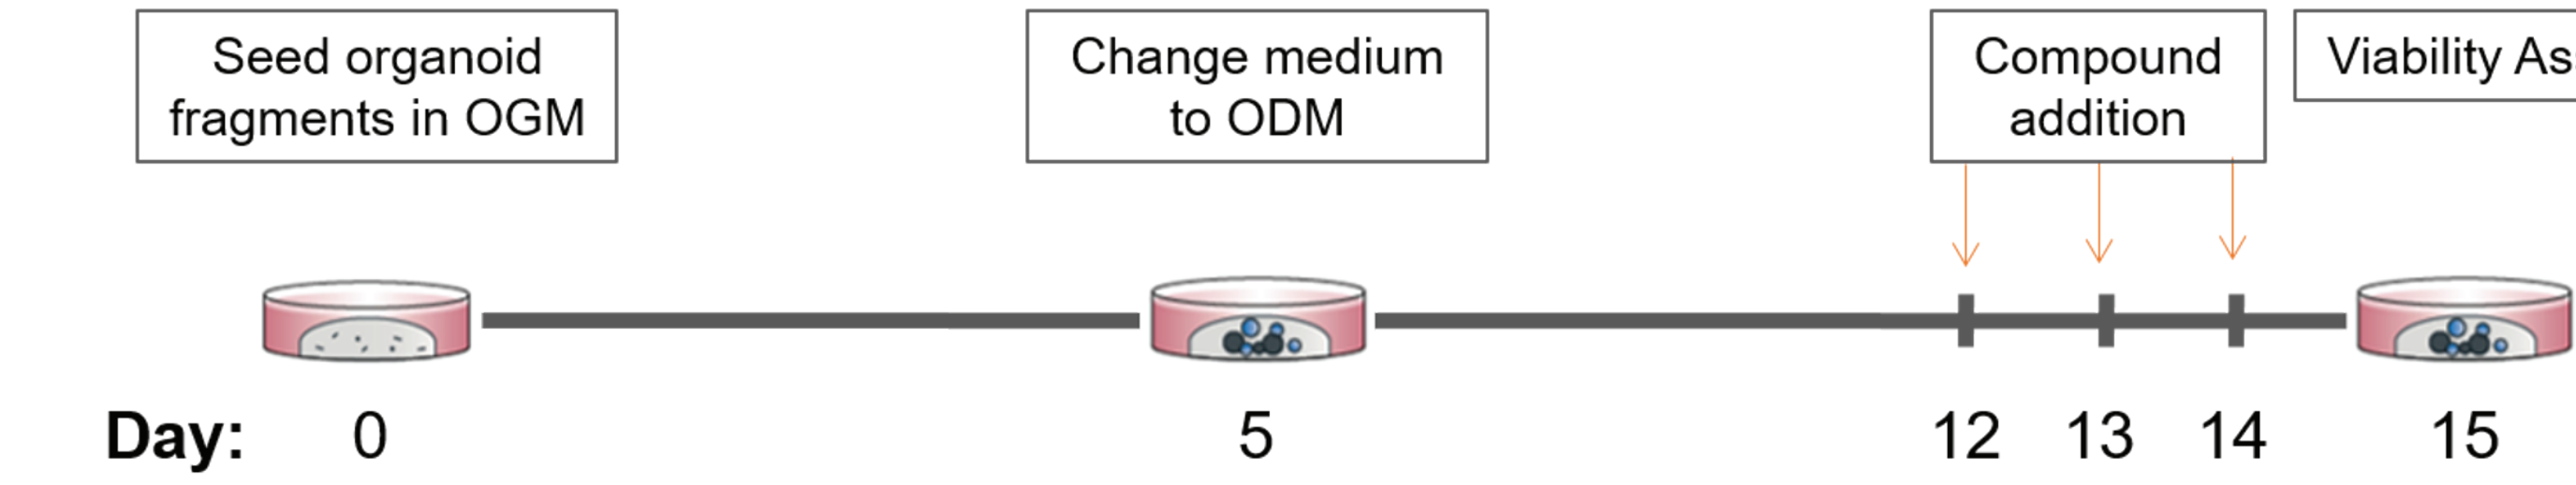 Seed organoid
fragments in OGM
Change medium
to ODM
Compound
addition
Viability As
Day: 0 5 12 13 14 15